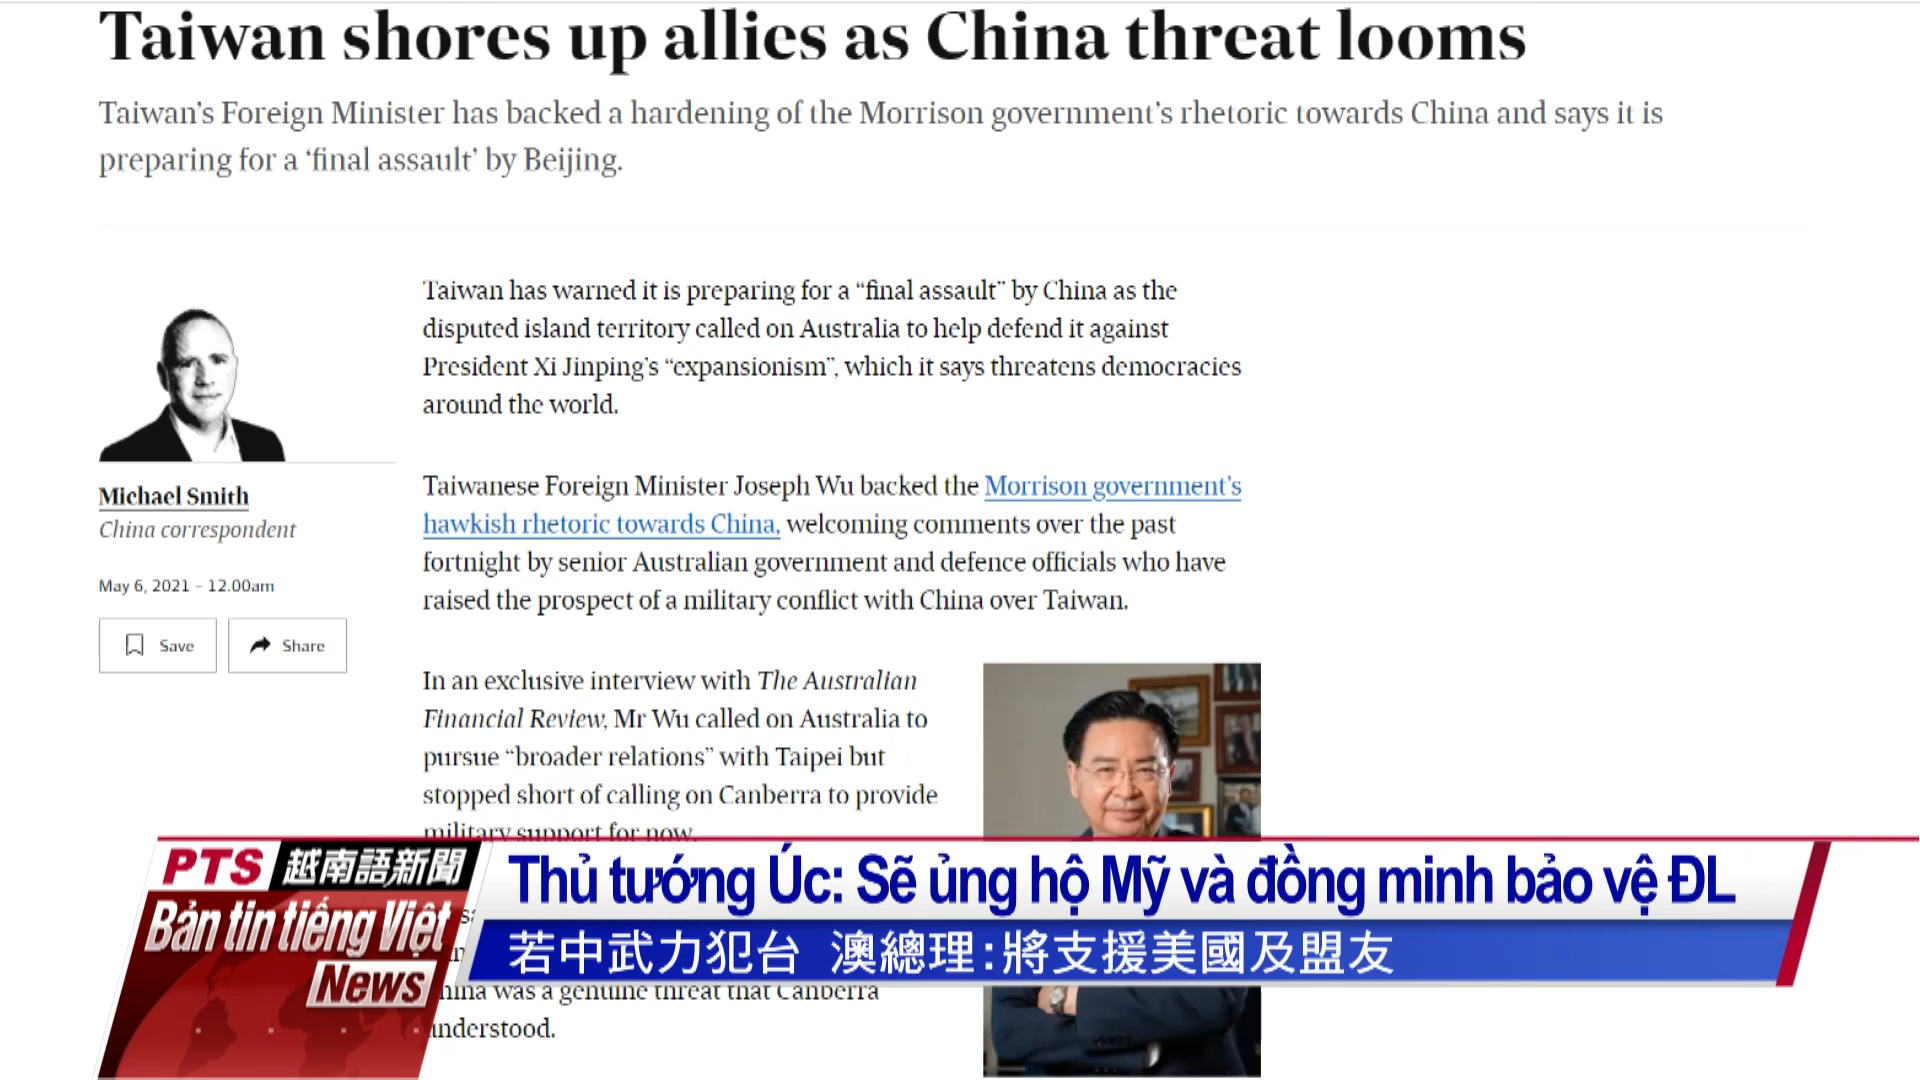 Taiwan shores up allies as China threat looms
Taiwan's Foreign Minister has backed a hardening of the Morrison government's rhetoric towards China and says it is
preparing for a 'final assault' by Beijing.
Michael Smith
China correspondent
May 6, 2021 – 12.00am
Save
Share
Taiwan has warned it is preparing for a “final assault” by China as the
disputed island territory called on Australia to help defend it against
President Xi Jinping's “expansionism”, which it says threatens democracies
around the world.
Taiwanese Foreign Minister Joseph Wu backed the Morrison government's
hawkish rhetoric towards China, welcoming comments over the past
fortnight by senior Australian government and defence officials who have
raised the prospect of a military conflict with China over Taiwan.
In an exclusive interview with The Australian
Financial Review, Mr Wu called on Australia to
pursue “broader relations” with Taipei but
stopped short of calling on Canberra to provide
military support for now.
was a genuine threat that Canberra
understood.
PTS 越南語新聞
Bản tin tiếng Việt
News
Thủ tướng Úc: Sẽ ủng hộ Mỹ và đồng minh bảo vệ ĐL
若中武力犯台 澳總理:將支援美國及盟友